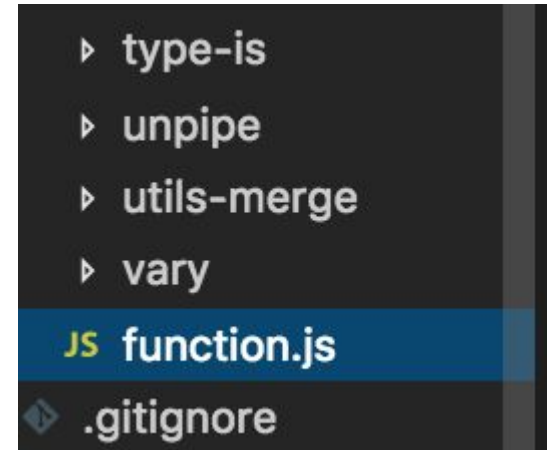 type-is
unpipe
utils-merge
vary
JS function.js
.gitignore